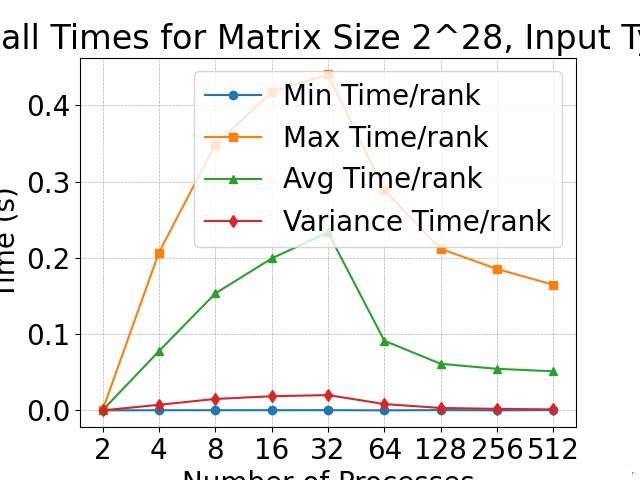 all Times for Matrix Size 2^28, Input Ty
Min Time/rank
Max Time/rank
Avg Time/rank
Variance Time/rank
Time (s)
0.4
0.3
0.2
0.1
0.0
2 4 8 16 32 64 128 256 512
Number of Processes